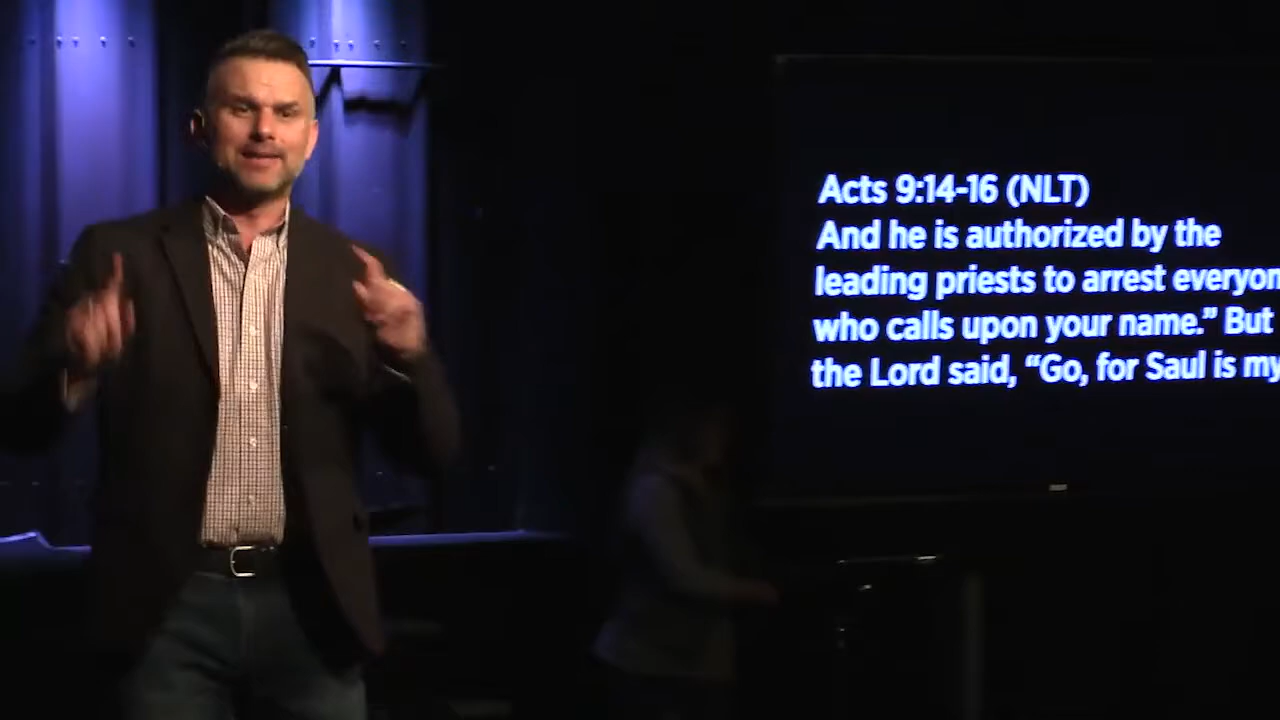 Acts 9:14-16 (NLT)
And he is authorized by the
leading priests to arrest everyon
who calls upon your name.” But
the Lord said, “Go, for Saul is my